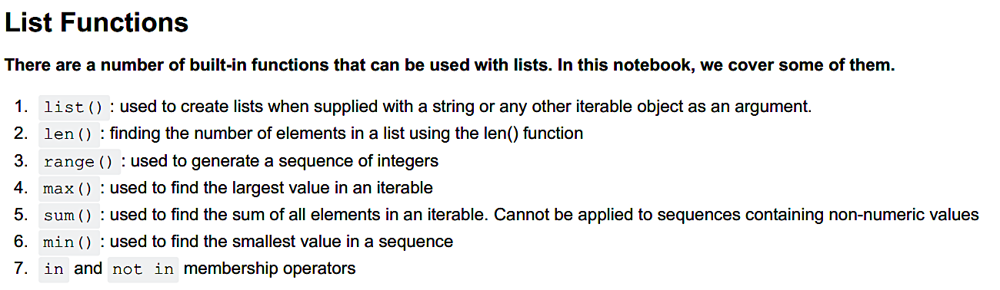 List Functions
There are a number of built-in functions that can be used with lists. In this notebook, we cover some of them.
1. list() : used to create lists when supplied with a string or any other iterable object as an argument.
2. len() : finding the number of elements in a list using the len() function
3. range() : used to generate a sequence of integers
4. max() : used to find the largest value in an iterable
5. sum() : used to find the sum of all elements in an iterable. Cannot be applied to sequences containing non-numeric values
6. min() : used to find the smallest value in a sequence
7. in and not in membership operators